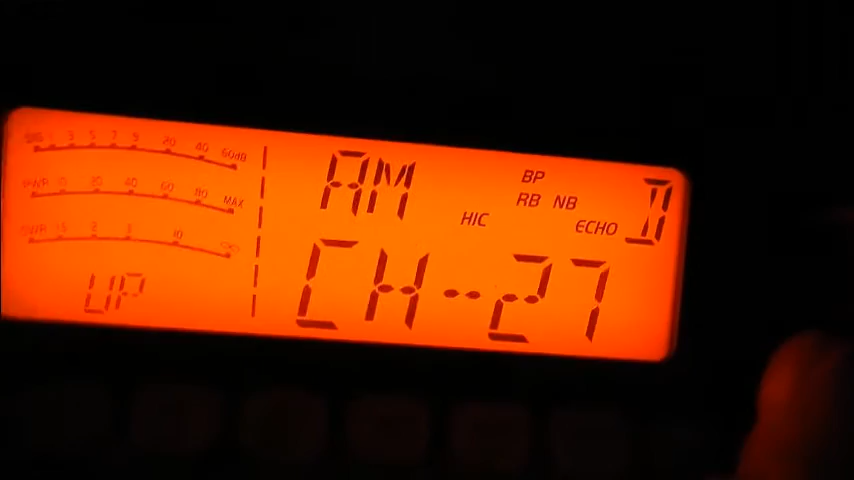 SIG 1 3 5 7 9 20 40 60dB
PWR 0 20 40 60 80 MAX
SWR 1.5 2 3 10 ∞
UP
AM
BP
RB NB
HIC
ECHO
D
CH--27